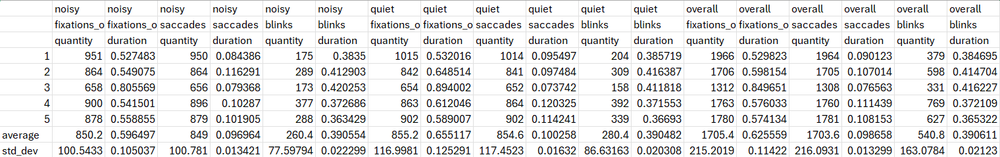 noisy noisy noisy noisy noisy noisy quiet quiet quiet quiet quiet quiet overall overall overall overall overall overall
fixations_o fixations_o saccades saccades blinks blinks fixations_o fixations_o saccades saccades blinks blinks fixations_o fixations_o saccades saccades blinks blinks
quantity duration quantity duration quantity duration quantity duration quantity duration quantity duration quantity duration quantity duration quantity duration
1 951 0.527483 950 0.084386 175 0.3835 1015 0.532016 1014 0.095497 204 0.385719 1966 0.529823 1964 0.090123 379 0.384695
2 864 0.549075 864 0.116291 289 0.412903 842 0.648514 841 0.097484 309 0.416387 1706 0.598154 1705 0.107014 598 0.414704
3 658 0.805569 656 0.079368 173 0.420253 654 0.894002 652 0.073742 158 0.411818 1312 0.849651 1308 0.076563 331 0.416227
4 900 0.541501 896 0.10287 377 0.372686 863 0.612046 864 0.120325 392 0.371553 1763 0.576033 1760 0.111439 769 0.372109
5 878 0.558855 879 0.101905 288 0.363429 902 0.589007 902 0.114241 339 0.36693 1780 0.574134 1781 0.108153 627 0.365322
average 850.2 0.596497 849 0.096964 260.4 0.390554 855.2 0.655117 854.6 0.100258 280.4 0.390482 1705.4 0.625559 1703.6 0.098658 540.8 0.390611
std_dev 100.5433 0.105037 100.781 0.013421 77.59794 0.022299 116.9981 0.125291 117.4523 0.01632 86.63163 0.020308 215.2019 0.11422 216.0931 0.013299 163.0784 0.02123